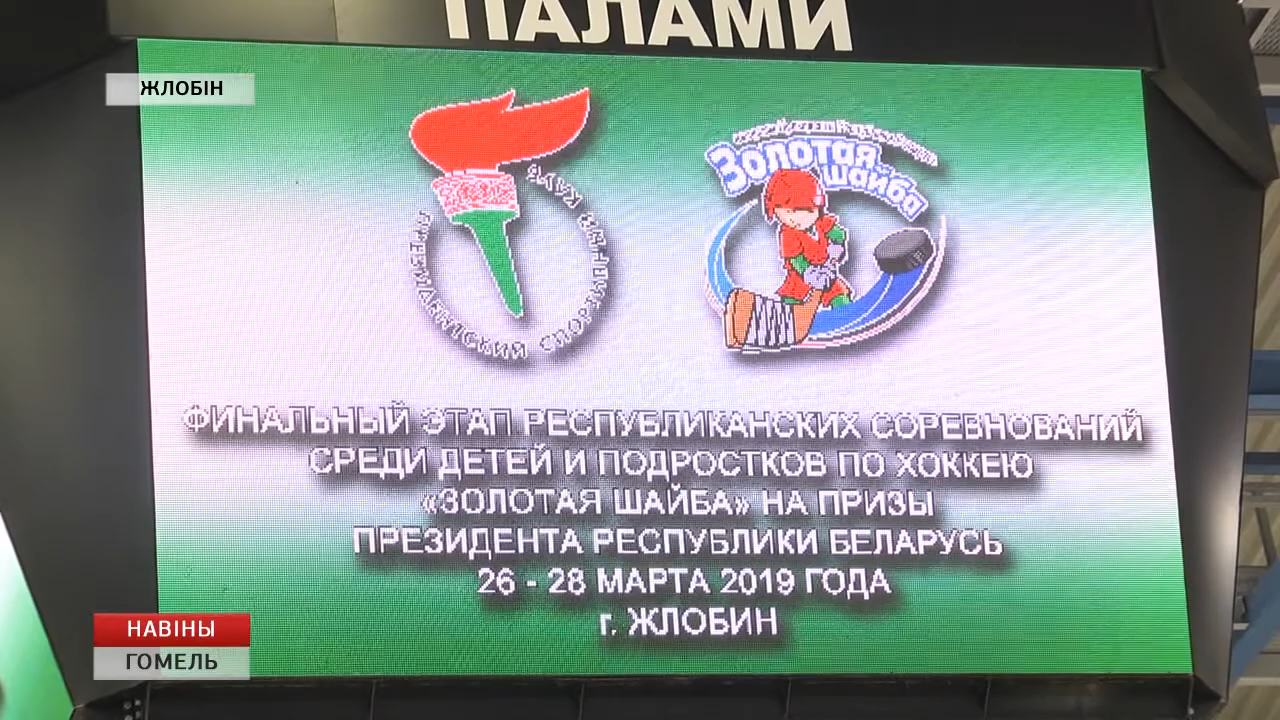 ПАЛАМИ
ЖЛОБІН
Золотая
шайба
ПРЕЗИДЕНТСКИЙ СПОРТИВНЫЙ КЛУБ
ФИНАЛЬНЫЙ ЭТАП РЕСПУБЛИКАНСКИХ СОРЕВНОВАНИЙ
СРЕДИ ДЕТЕЙ И ПОДРОСТКОВ ПО ХОККЕЮ
«ЗОЛОТАЯ ШАЙБА» НА ПРИЗЫ
ПРЕЗИДЕНТА РЕСПУБЛИКИ БЕЛАРУСЬ
26 - 28 МАРТА 2019 ГОДА
г. ЖЛОБИН
НАВІНЫ
ГОМЕЛЬ